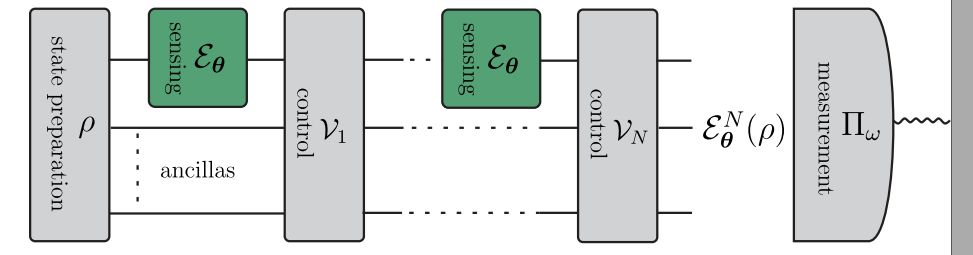 state preparation
ρ
sensing
ℰ_θ
ancillas
control
𝒱_1
sensing
ℰ_θ
control
𝒱_N
ℰ_θ^N(ρ)
measurement
Π_ω